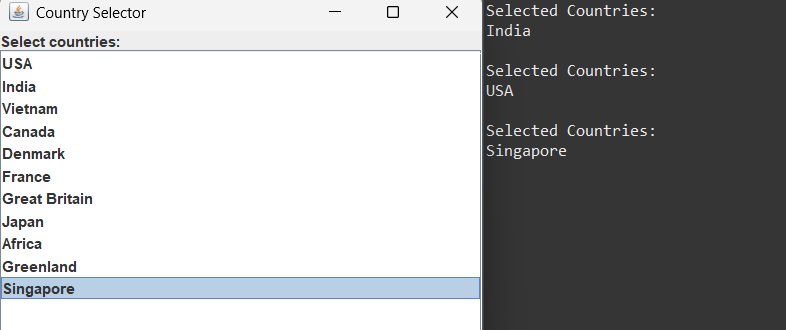 Country Selector
Select countries:
USA
India
Vietnam
Canada
Denmark
France
Great Britain
Japan
Africa
Greenland
Singapore
Selected Countries:
India
Selected Countries:
USA
Selected Countries:
Singapore